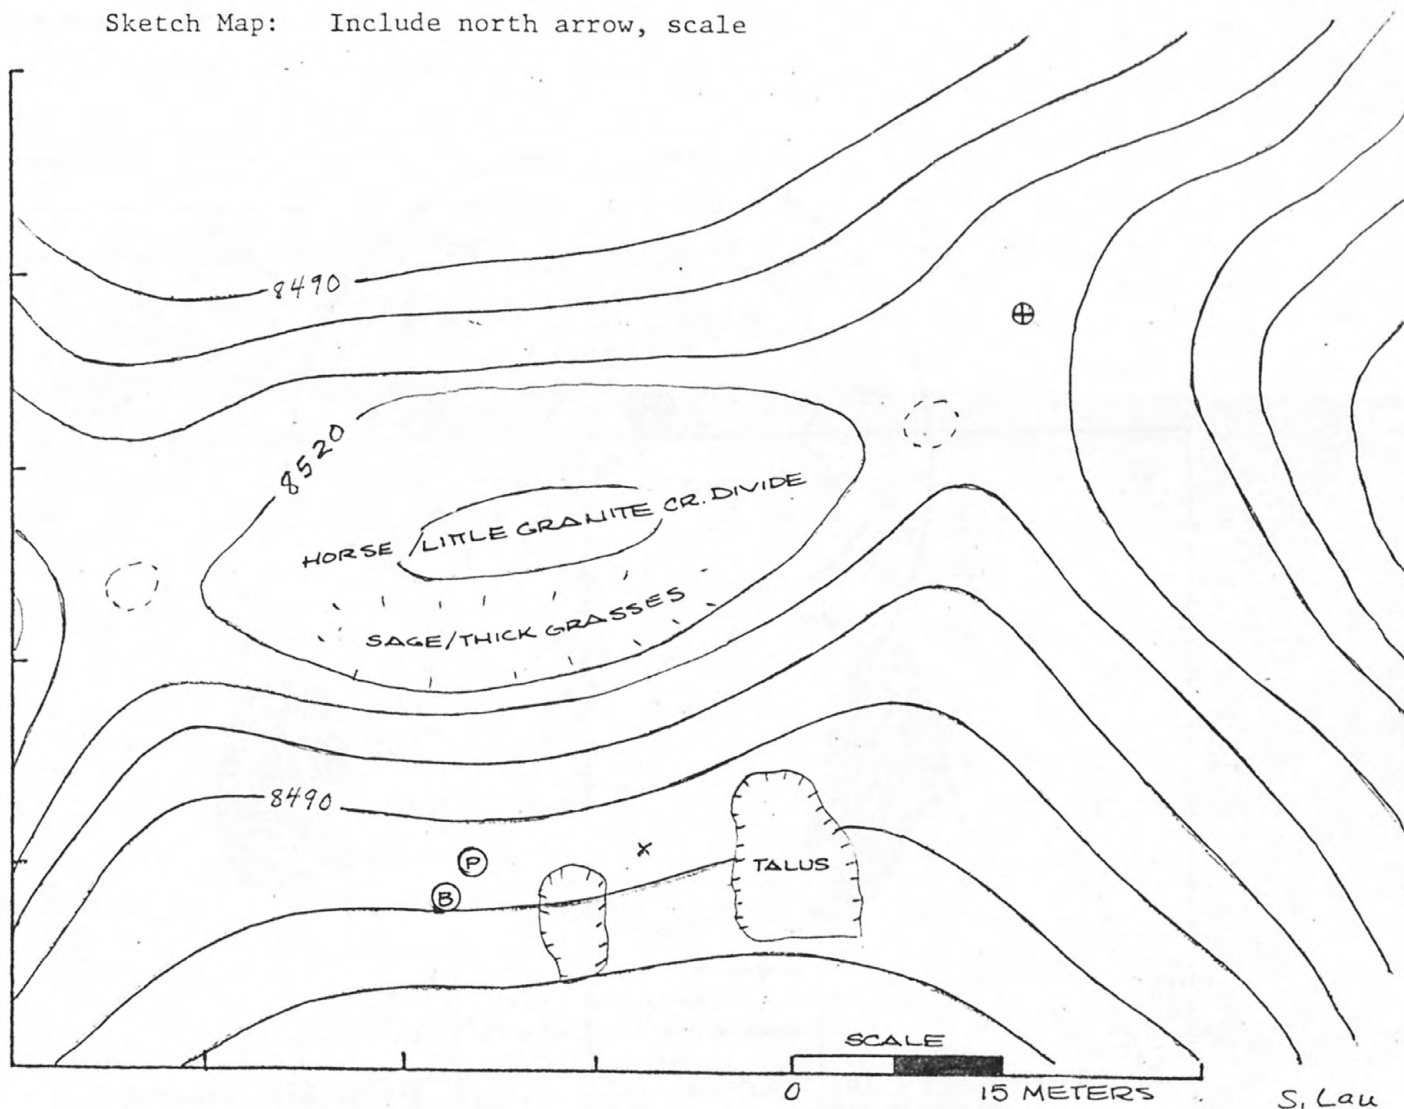 Sketch Map: Include north arrow, scale
8490
8520
HORSE/LITTLE GRANITE CR. DIVIDE
SAGE/THICK GRASSES
8490
P
x
B
TALUS
SCALE
0 15 METERS
S. Lau